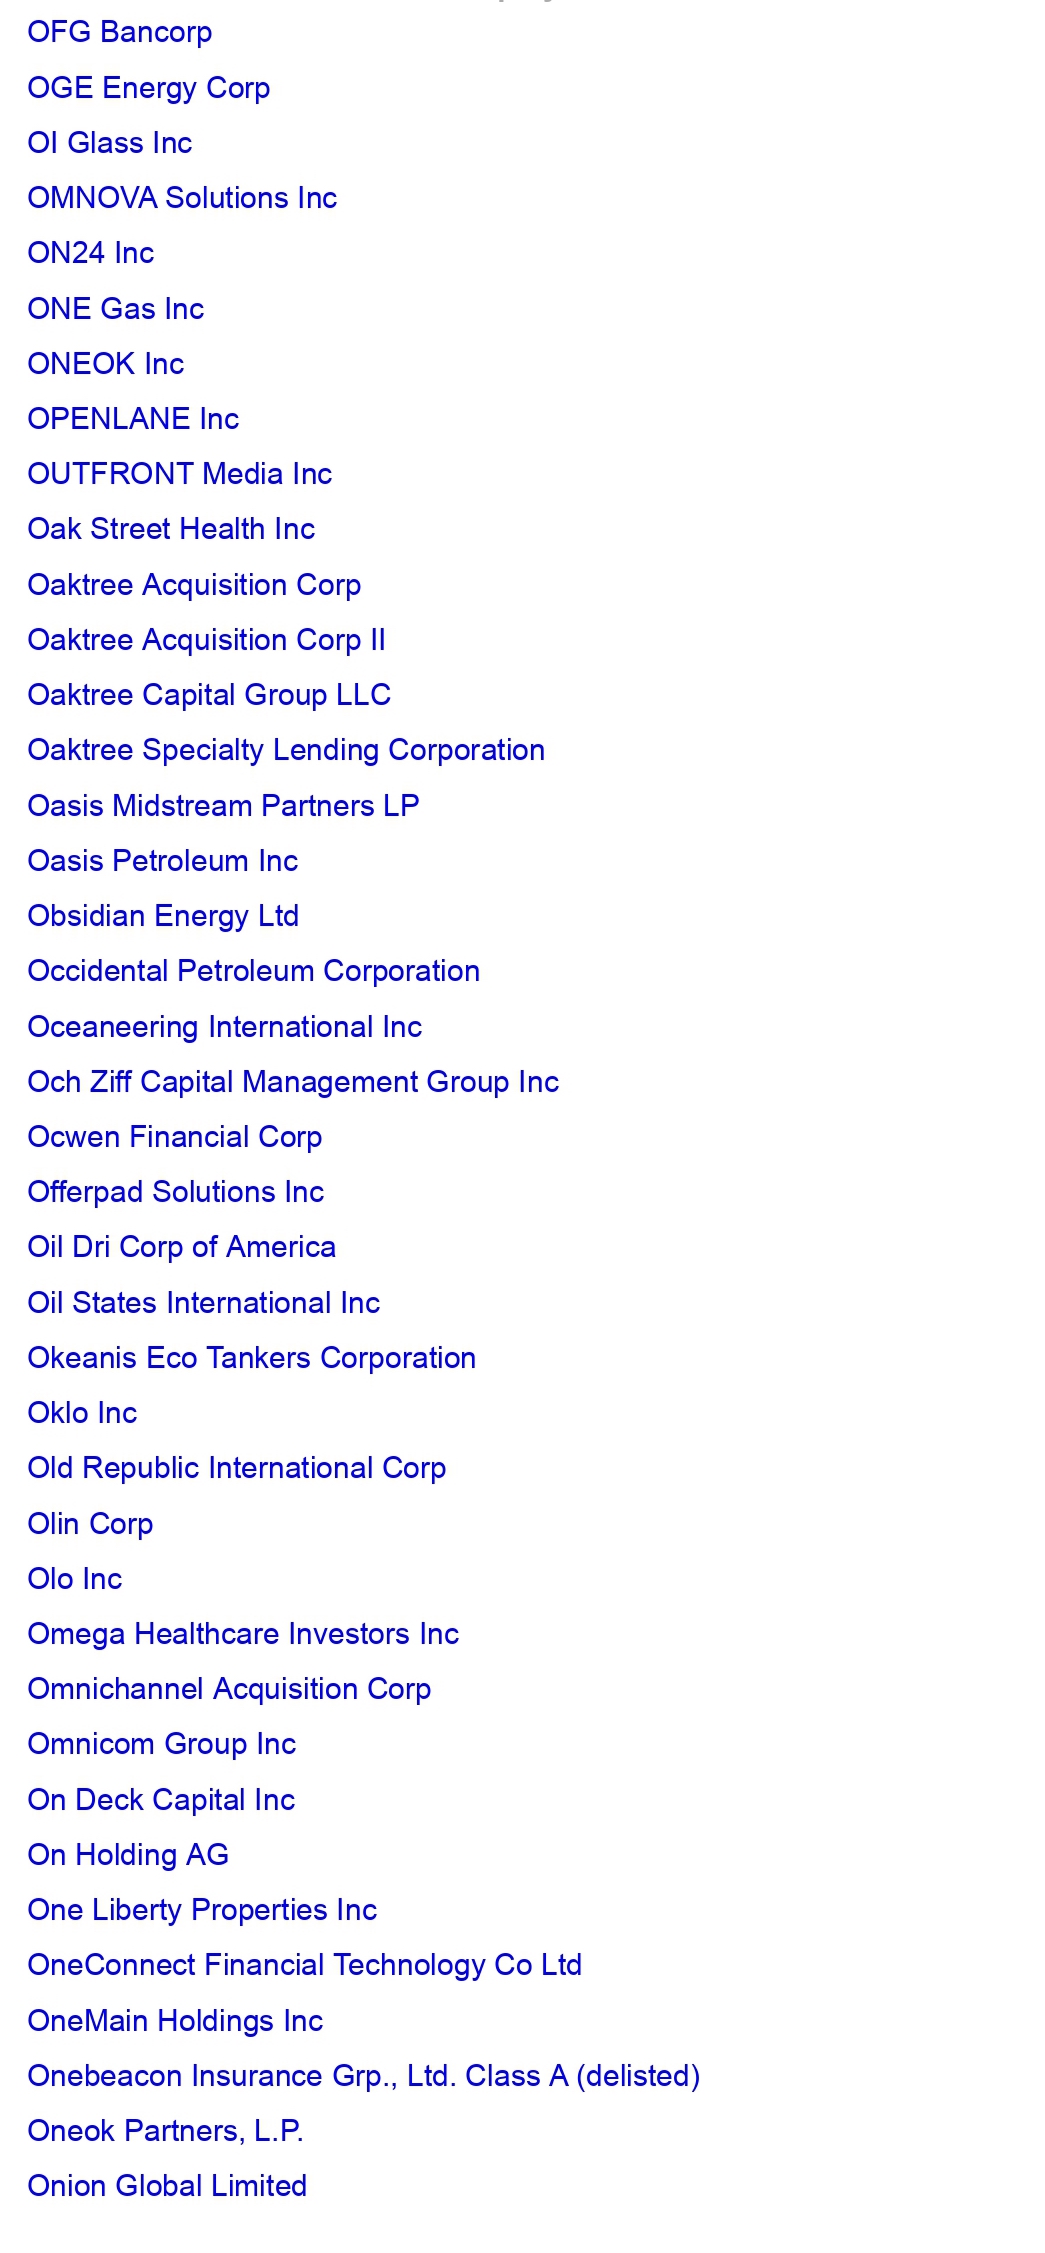 OFG Bancorp
OGE Energy Corp
OI Glass Inc
OMNOVA Solutions Inc
ON24 Inc
ONE Gas Inc
ONEOK Inc
OPENLANE Inc
OUTFRONT Media Inc
Oak Street Health Inc
Oaktree Acquisition Corp
Oaktree Acquisition Corp II
Oaktree Capital Group LLC
Oaktree Specialty Lending Corporation
Oasis Midstream Partners LP
Oasis Petroleum Inc
Obsidian Energy Ltd
Occidental Petroleum Corporation
Oceaneering International Inc
Och Ziff Capital Management Group Inc
Ocwen Financial Corp
Offerpad Solutions Inc
Oil Dri Corp of America
Oil States International Inc
Okeanis Eco Tankers Corporation
Oklo Inc
Old Republic International Corp
Olin Corp
Olo Inc
Omega Healthcare Investors Inc
Omnichannel Acquisition Corp
Omnicom Group Inc
On Deck Capital Inc
On Holding AG
One Liberty Properties Inc
OneConnect Financial Technology Co Ltd
OneMain Holdings Inc
Onebeacon Insurance Grp., Ltd. Class A (delisted)
Oneok Partners, L.P.
Onion Global Limited